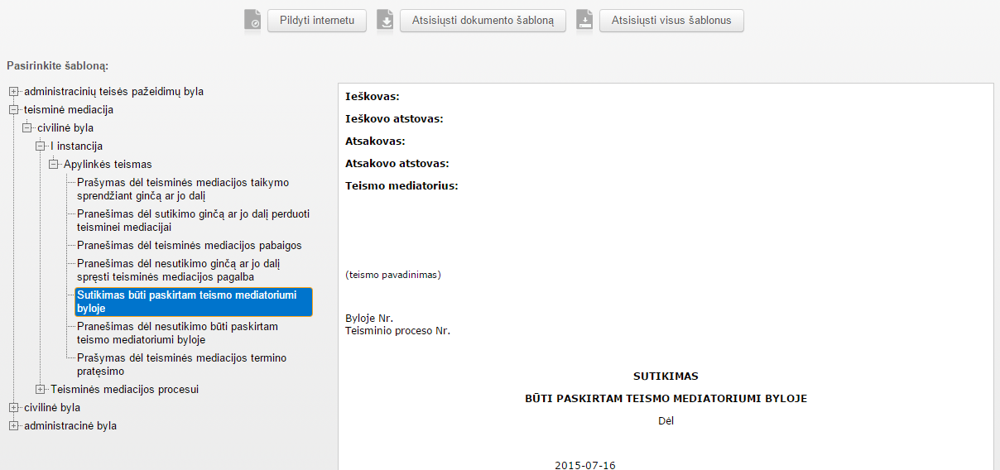 Pildyti internetu
Atsisiųsti dokumento šabloną
Atsisiųsti visus šablonus
Pasirinkite šabloną:
administracinių teisės pažeidimų byla
teisminė mediacija
civilinė byla
I instancija
Apylinkės teismas
Prašymas dėl teisminės mediacijos taikymo
sprendžiant ginčą ar jo dalį
Pranešimas dėl sutikimo ginčą ar jo dalį perduoti
teisminei mediacijai
Pranešimas dėl teisminės mediacijos pabaigos
Pranešimas dėl nesutikimo ginčą ar jo dalį
spręsti teisminės mediacijos pagalba
Sutikimas būti paskirtam teismo mediatoriumi
byloje
Pranešimas dėl nesutikimo būti paskirtam
teismo mediatoriumi byloje
Prašymas dėl teisminės mediacijos termino
pratęsimo
Teisminės mediacijos procesui
civilinė byla
administracinė byla
Ieškovas:
Ieškovo atstovas:
Atsakovas:
Atsakovo atstovas:
Teismo mediatorius:
(teismo pavadinimas)
Byloje Nr.
Teisminio proceso Nr.
SUTIKIMAS
BŪTI PASKIRTAM TEISMO MEDIATORIUMI BYLOJE
Dėl
2015-07-16